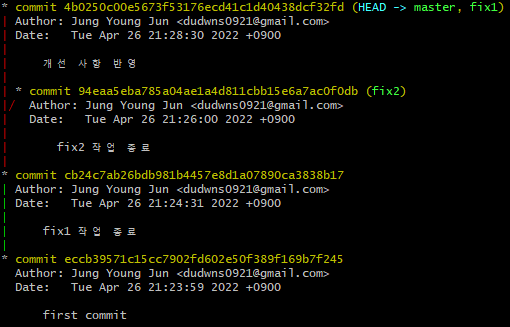 * commit 4b0250c00e5673f53176ecd41c1d40438dcf32fd (HEAD -> master, fix1)
| Author: Jung Young Jun <dudwns0921@gmail.com>
| Date:   Tue Apr 26 21:28:30 2022 +0900
|
|     개선 사항 반영
|
| * commit 94eaa5eba785a04ae1a4d811cbb15e6a7ac0f0db (fix2)
|/  Author: Jung Young Jun <dudwns0921@gmail.com>
|   Date:   Tue Apr 26 21:26:00 2022 +0900
|
|       fix2 작업 종료
|
* commit cb24c7ab26bdb981b4457e8d1a07890ca3838b17
| Author: Jung Young Jun <dudwns0921@gmail.com>
| Date:   Tue Apr 26 21:24:31 2022 +0900
|
|     fix1 작업 종료
|
* commit eccb39571c15cc7902fd602e50f389f169b7f245
  Author: Jung Young Jun <dudwns0921@gmail.com>
  Date:   Tue Apr 26 21:23:59 2022 +0900

      first commit